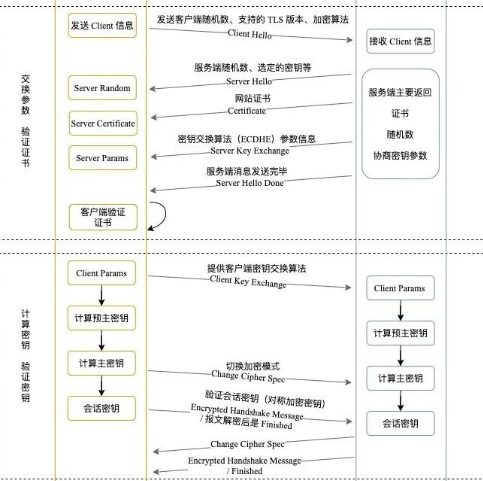 发送客户端随机数、支持的 TLS 版本、加密算法
发送 Client 信息
Client Hello
接收 Client 信息
服务端随机数、选定的密钥等
Server Hello
Server Random
网站证书
Certificate
Server Certificate
密钥交换算法（ECDHE）参数信息
Server Key Exchange
Server Params
服务端消息发送完毕
Server Hello Done
服务端主要返回
证书
随机数
协商密钥参数
客户端验证
证书
交换参 验证证书
Client Params
提供客户端密钥交换算法
Client Key Exchange
Client Params
计算预主密钥
计算预主密钥
计算主密钥
切换加密模式
Change Cipher Spec
计算主密钥
会话密钥
验证会话密钥（对称加密密钥）
Encrypted Handshake Message
/ 报文解密后是 Finished
会话密钥
Change Cipher Spec
Encrypted Handshake Message
/ Finished
计算密钥 验证密钥